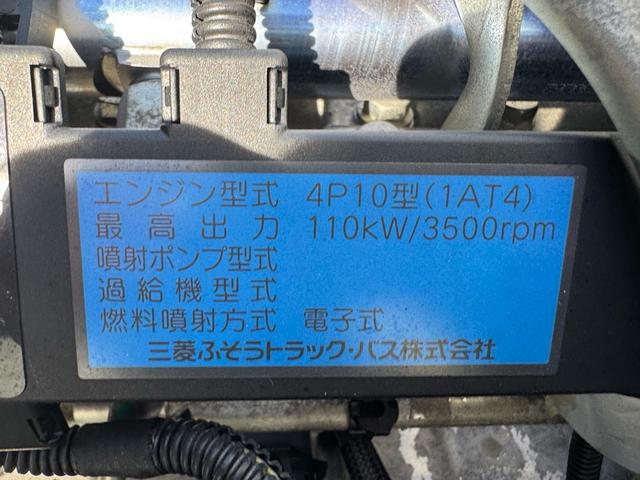 エンジン型式 4P10型(1AT4)
最高出力 110kW/3500rpm
噴射ポンプ型式
過給機型式
燃料噴射方式 電子式
三菱ふそうトラック・バス株式会社